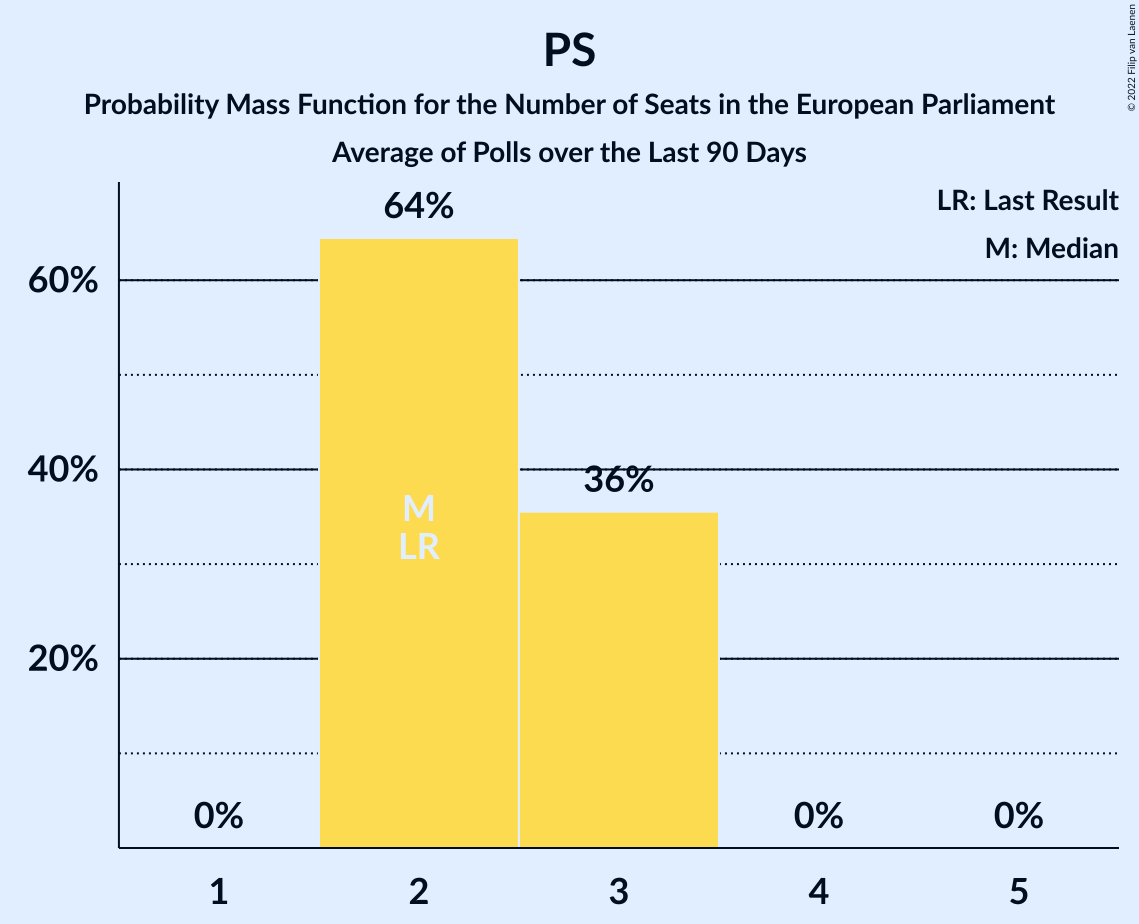 PS
Probability Mass Function for the Number of Seats in the European Parliament
Average of Polls over the Last 90 Days
© 2022 Filip van Laenen
LR: Last Result
M: Median
64%
60%
40%
36%
M
LR
20%
0%
0%
0%
1
2
3
4
5